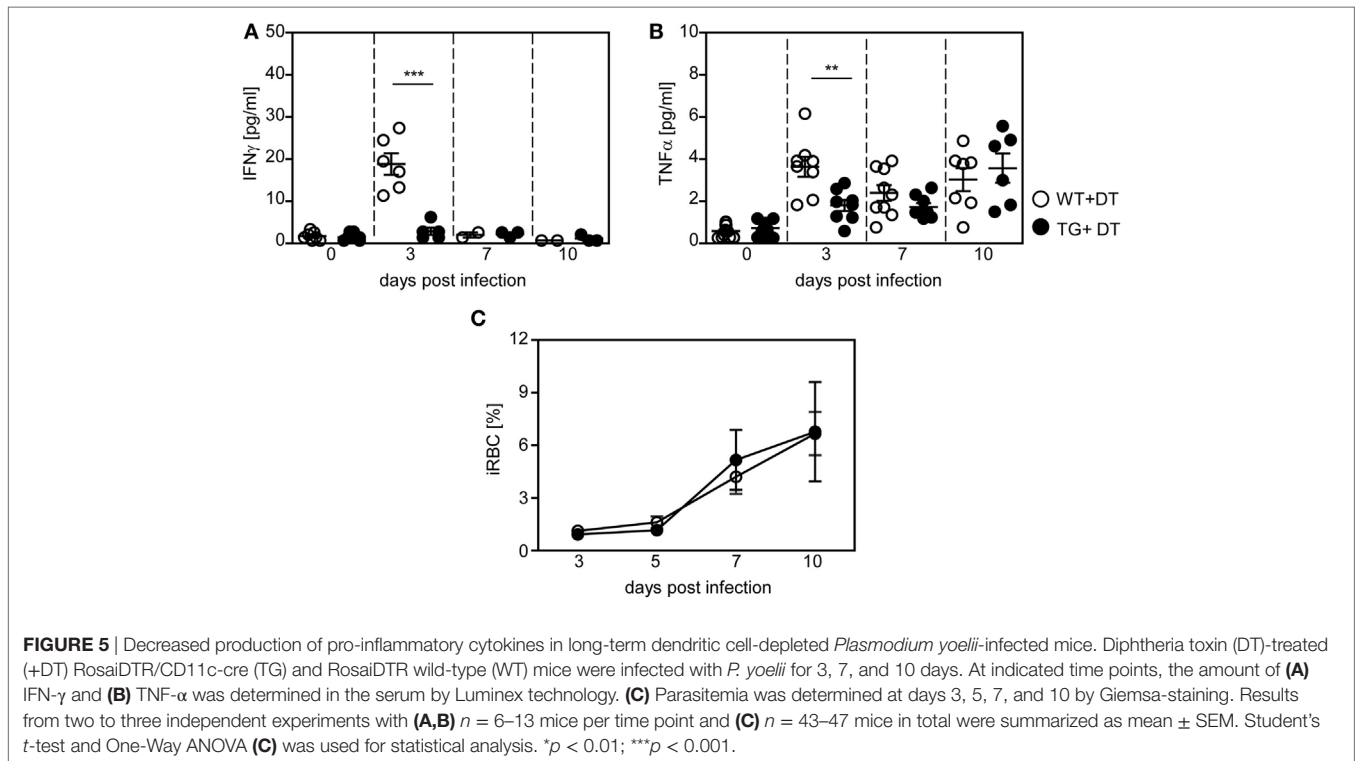 A
B
50
40
30
20
10
0
IFNγ [pg/ml]
***
0
3
7
10
days post infection
10
8
6
4
2
0
TNFα [pg/ml]
**
0
3
7
10
days post infection
WT+DT
TG+ DT
C
12
9
6
3
0
iRBC [%]
3
5
7
10
days post infection
FIGURE 5 | Decreased production of pro-inflammatory cytokines in long-term dendritic cell-depleted Plasmodium yoelii-infected mice. Diphtheria toxin (DT)-treated
(+DT) RosaiDTR/CD11c-cre (TG) and RosaiDTR wild-type (WT) mice were infected with P. yoelii for 3, 7, and 10 days. At indicated time points, the amount of (A)
IFN-γ and (B) TNF-α was determined in the serum by Luminex technology. (C) Parasitemia was determined at days 3, 5, 7, and 10 by Giemsa-staining. Results
from two to three independent experiments with (A,B) n = 6–13 mice per time point and (C) n = 43–47 mice in total were summarized as mean ± SEM. Student's
t-test and One-Way ANOVA (C) was used for statistical analysis. *p < 0.01; ***p < 0.001.